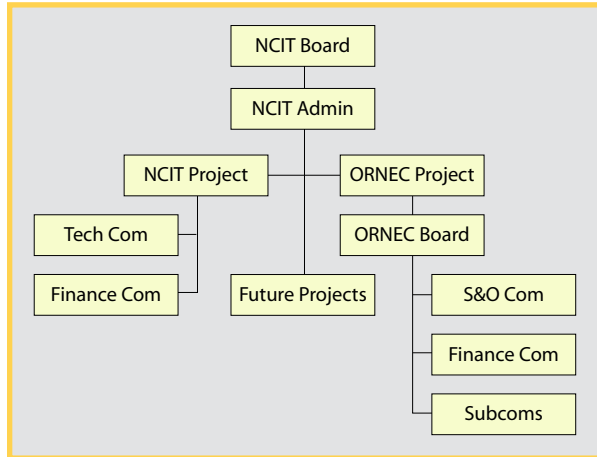 NCIT Board
NCIT Admin
NCIT Project
ORNEC Project
Tech Com
ORNEC Board
Finance Com
Future Projects
S&O Com
Finance Com
Subcoms